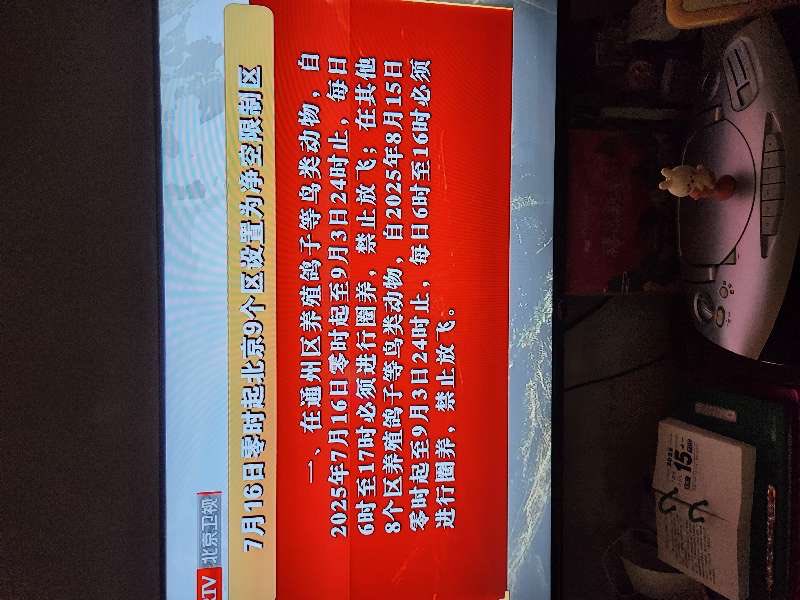 TV 北京卫视
7月16日零时起北京9个区设置为净空限制区
一、在通州区养殖鸽子等鸟类动物，自
2025年7月16日零时起至9月3日24时止，每日
6时至17时必须进行圈养，禁止放飞；在其他
8个区养殖鸽子等鸟类动物，自2025年8月15日
零时起至9月3日24时止，每日6时至16时必须
进行圈养，禁止放飞。
15